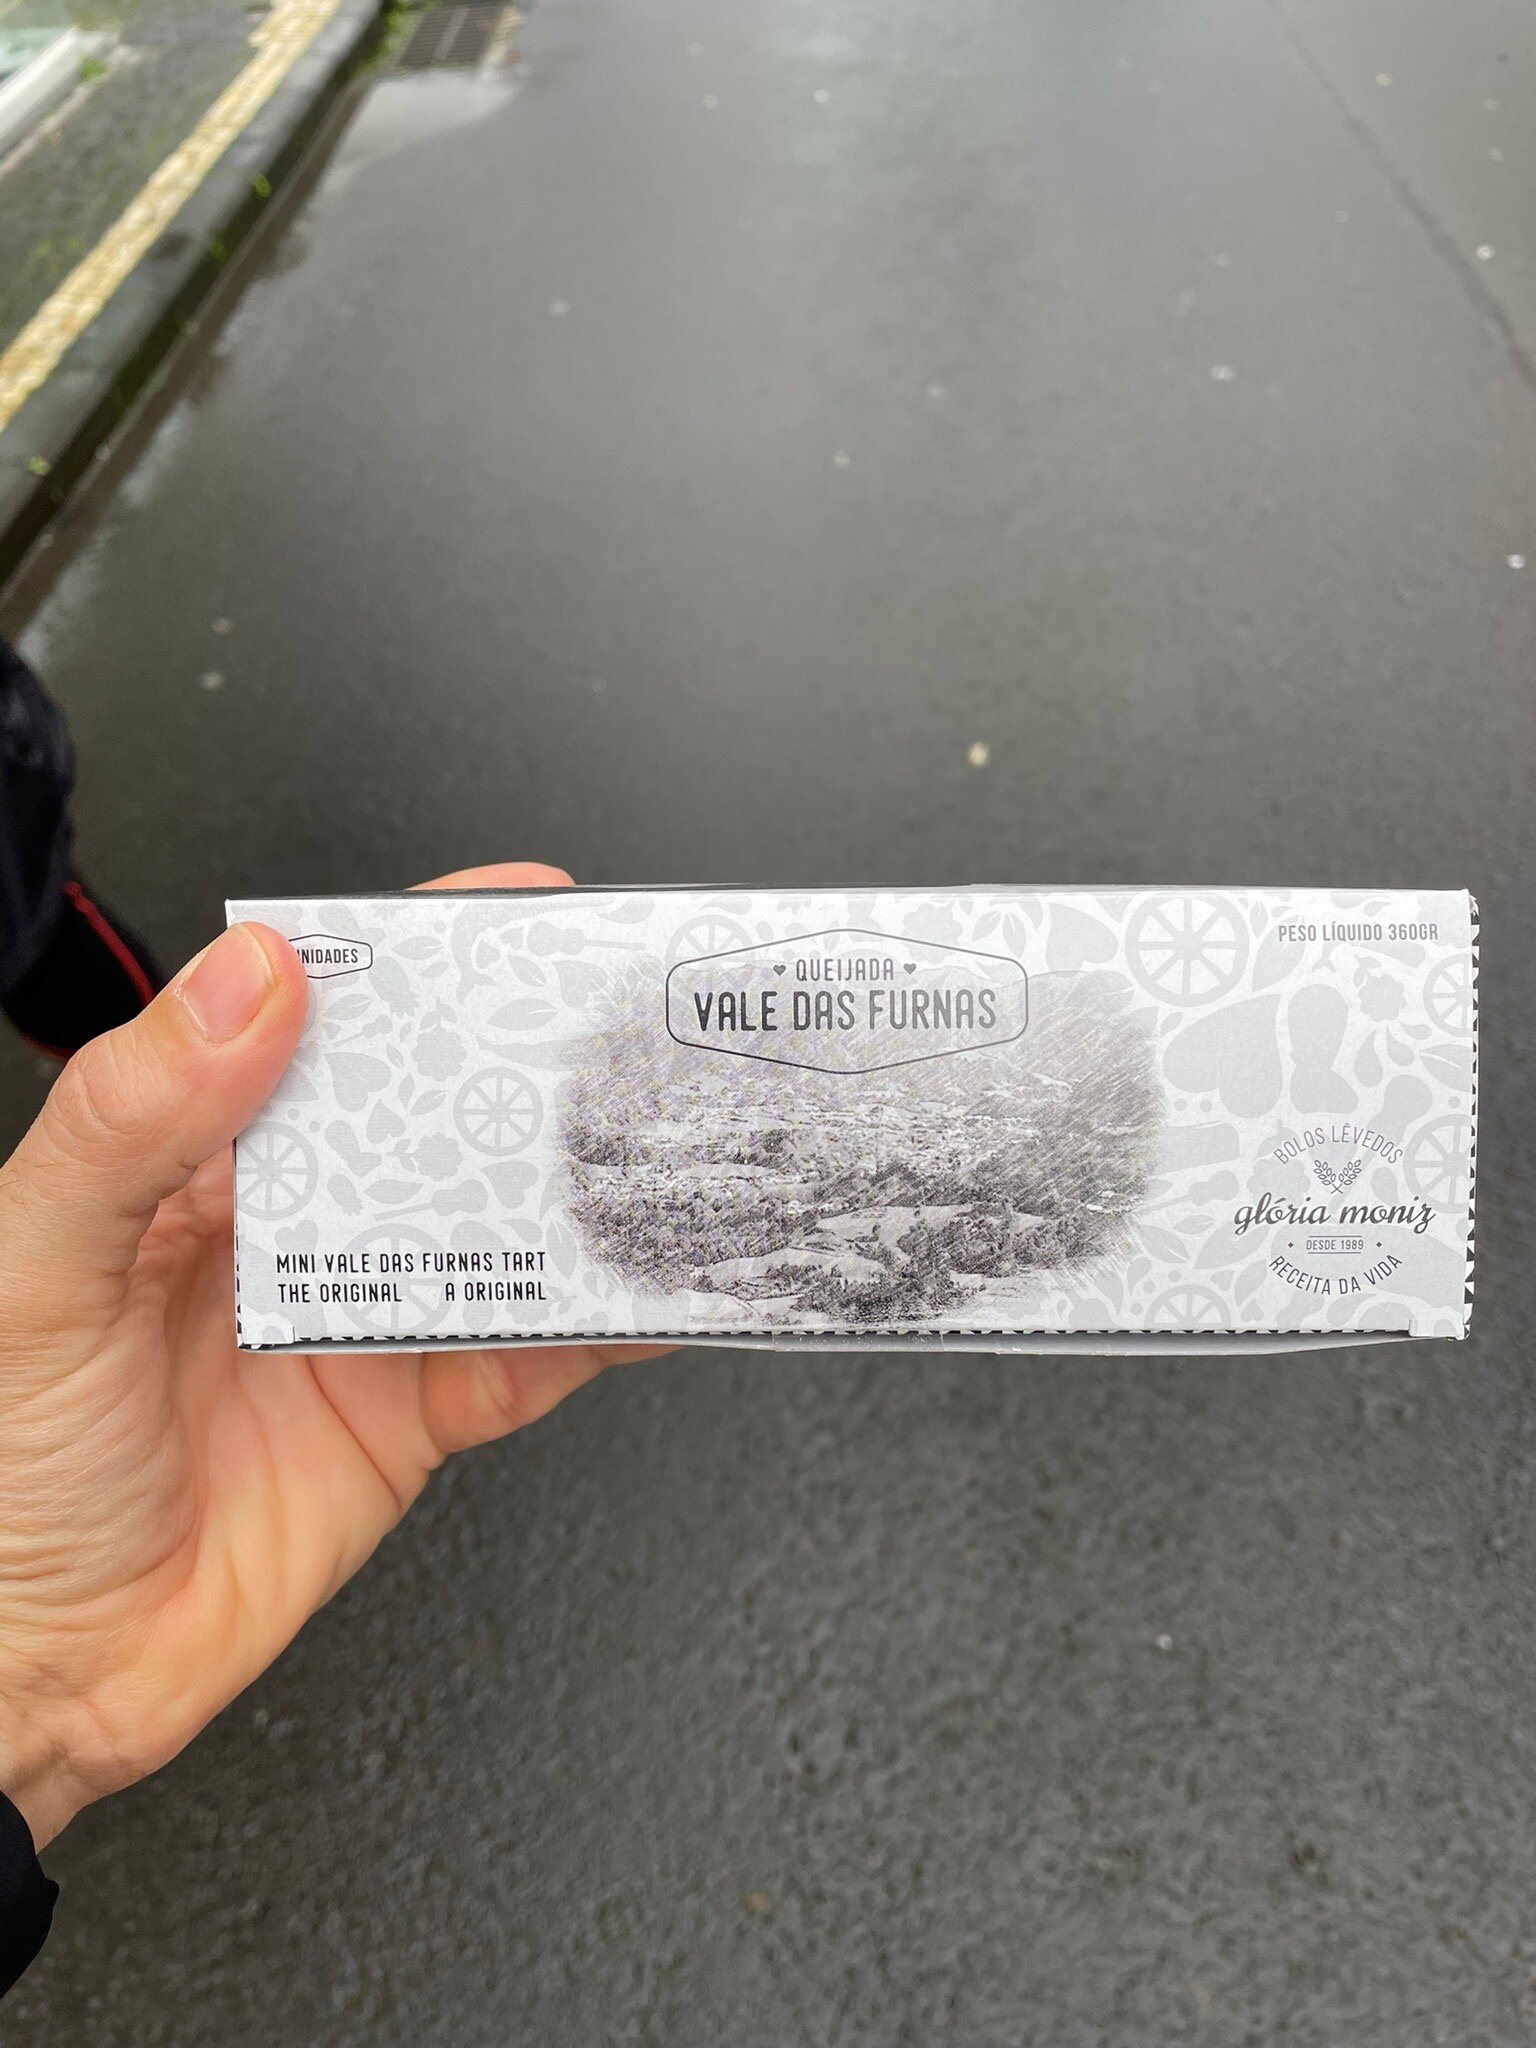 PESO LÍQUIDO 360GR
QUEIJADA
VALE DAS FURNAS
BOLOS LÊVEDOS
glória moniz
DESDE 1989
RECEITA DA VIDA
MINI VALE DAS FURNAS TART
THE ORIGINAL A ORIGINAL